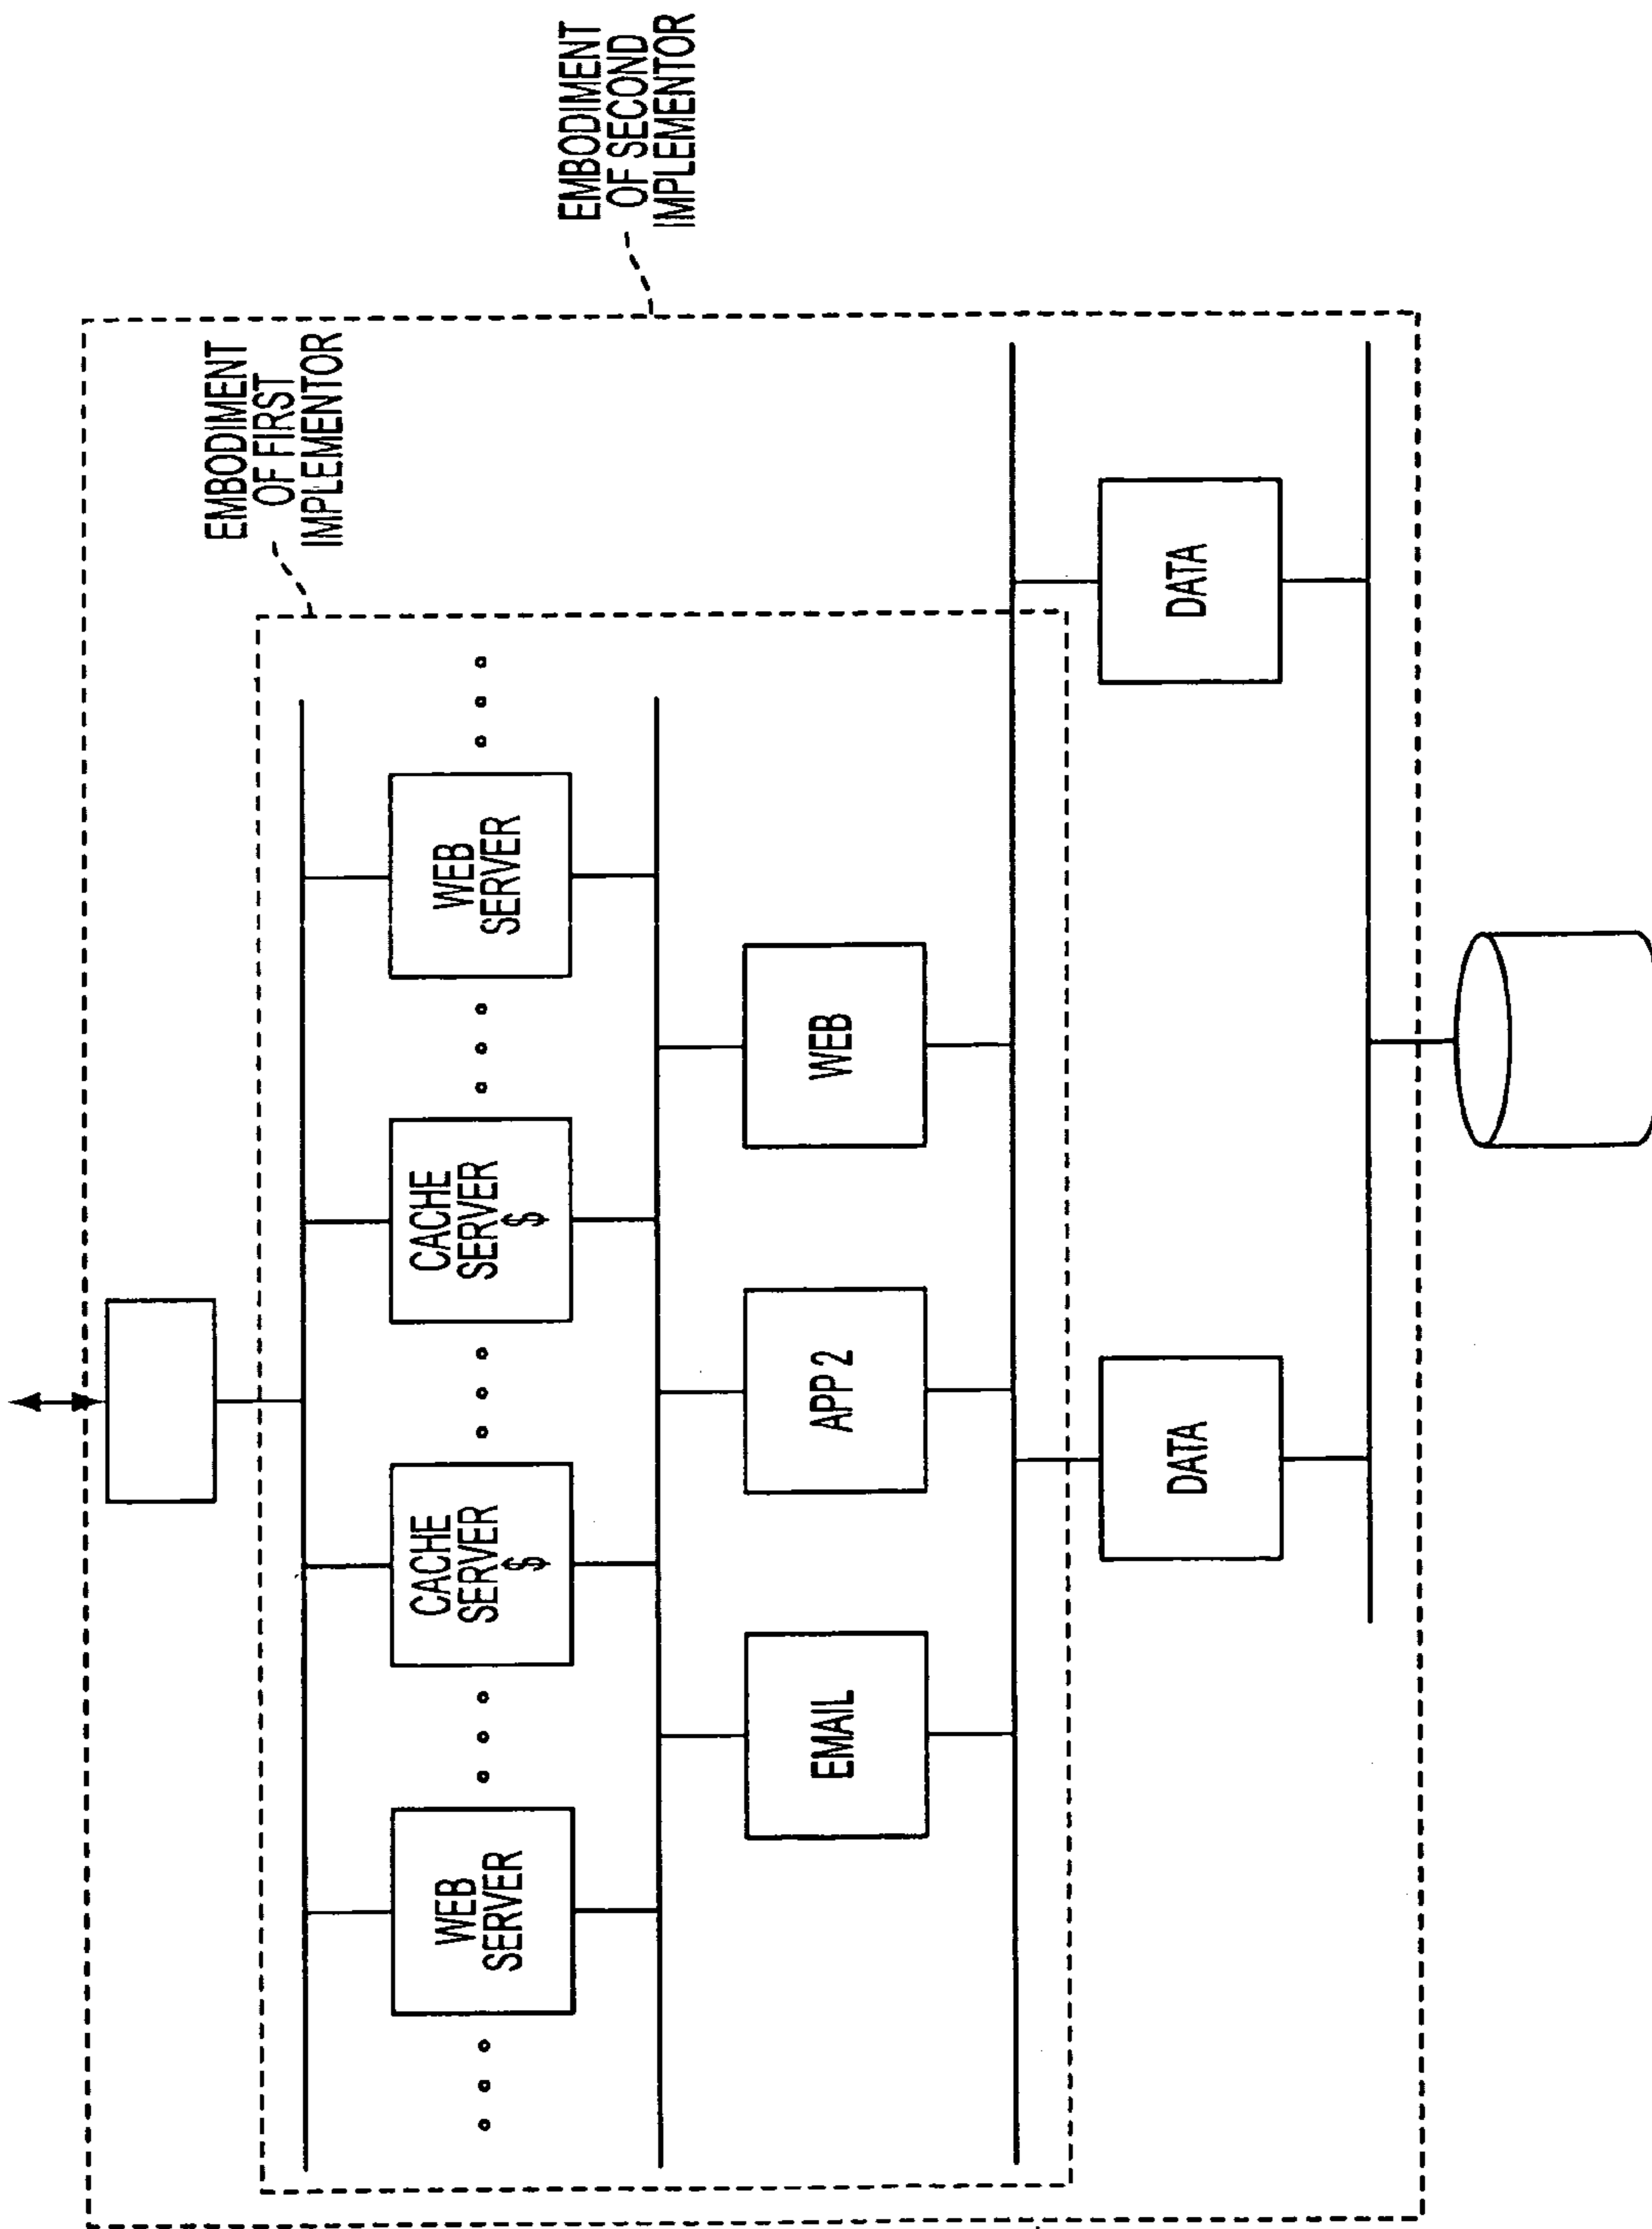 EMBODIMENT
OF FIRST
IMPLEMENTOR
WEB
SERVER
CACHE
SERVER
$
CACHE
SERVER
$
WEB
SERVER
EMBODIMENT
OF SECOND
IMPLEMENTOR
EMAIL
APP 2
WEB
DATA
DATA